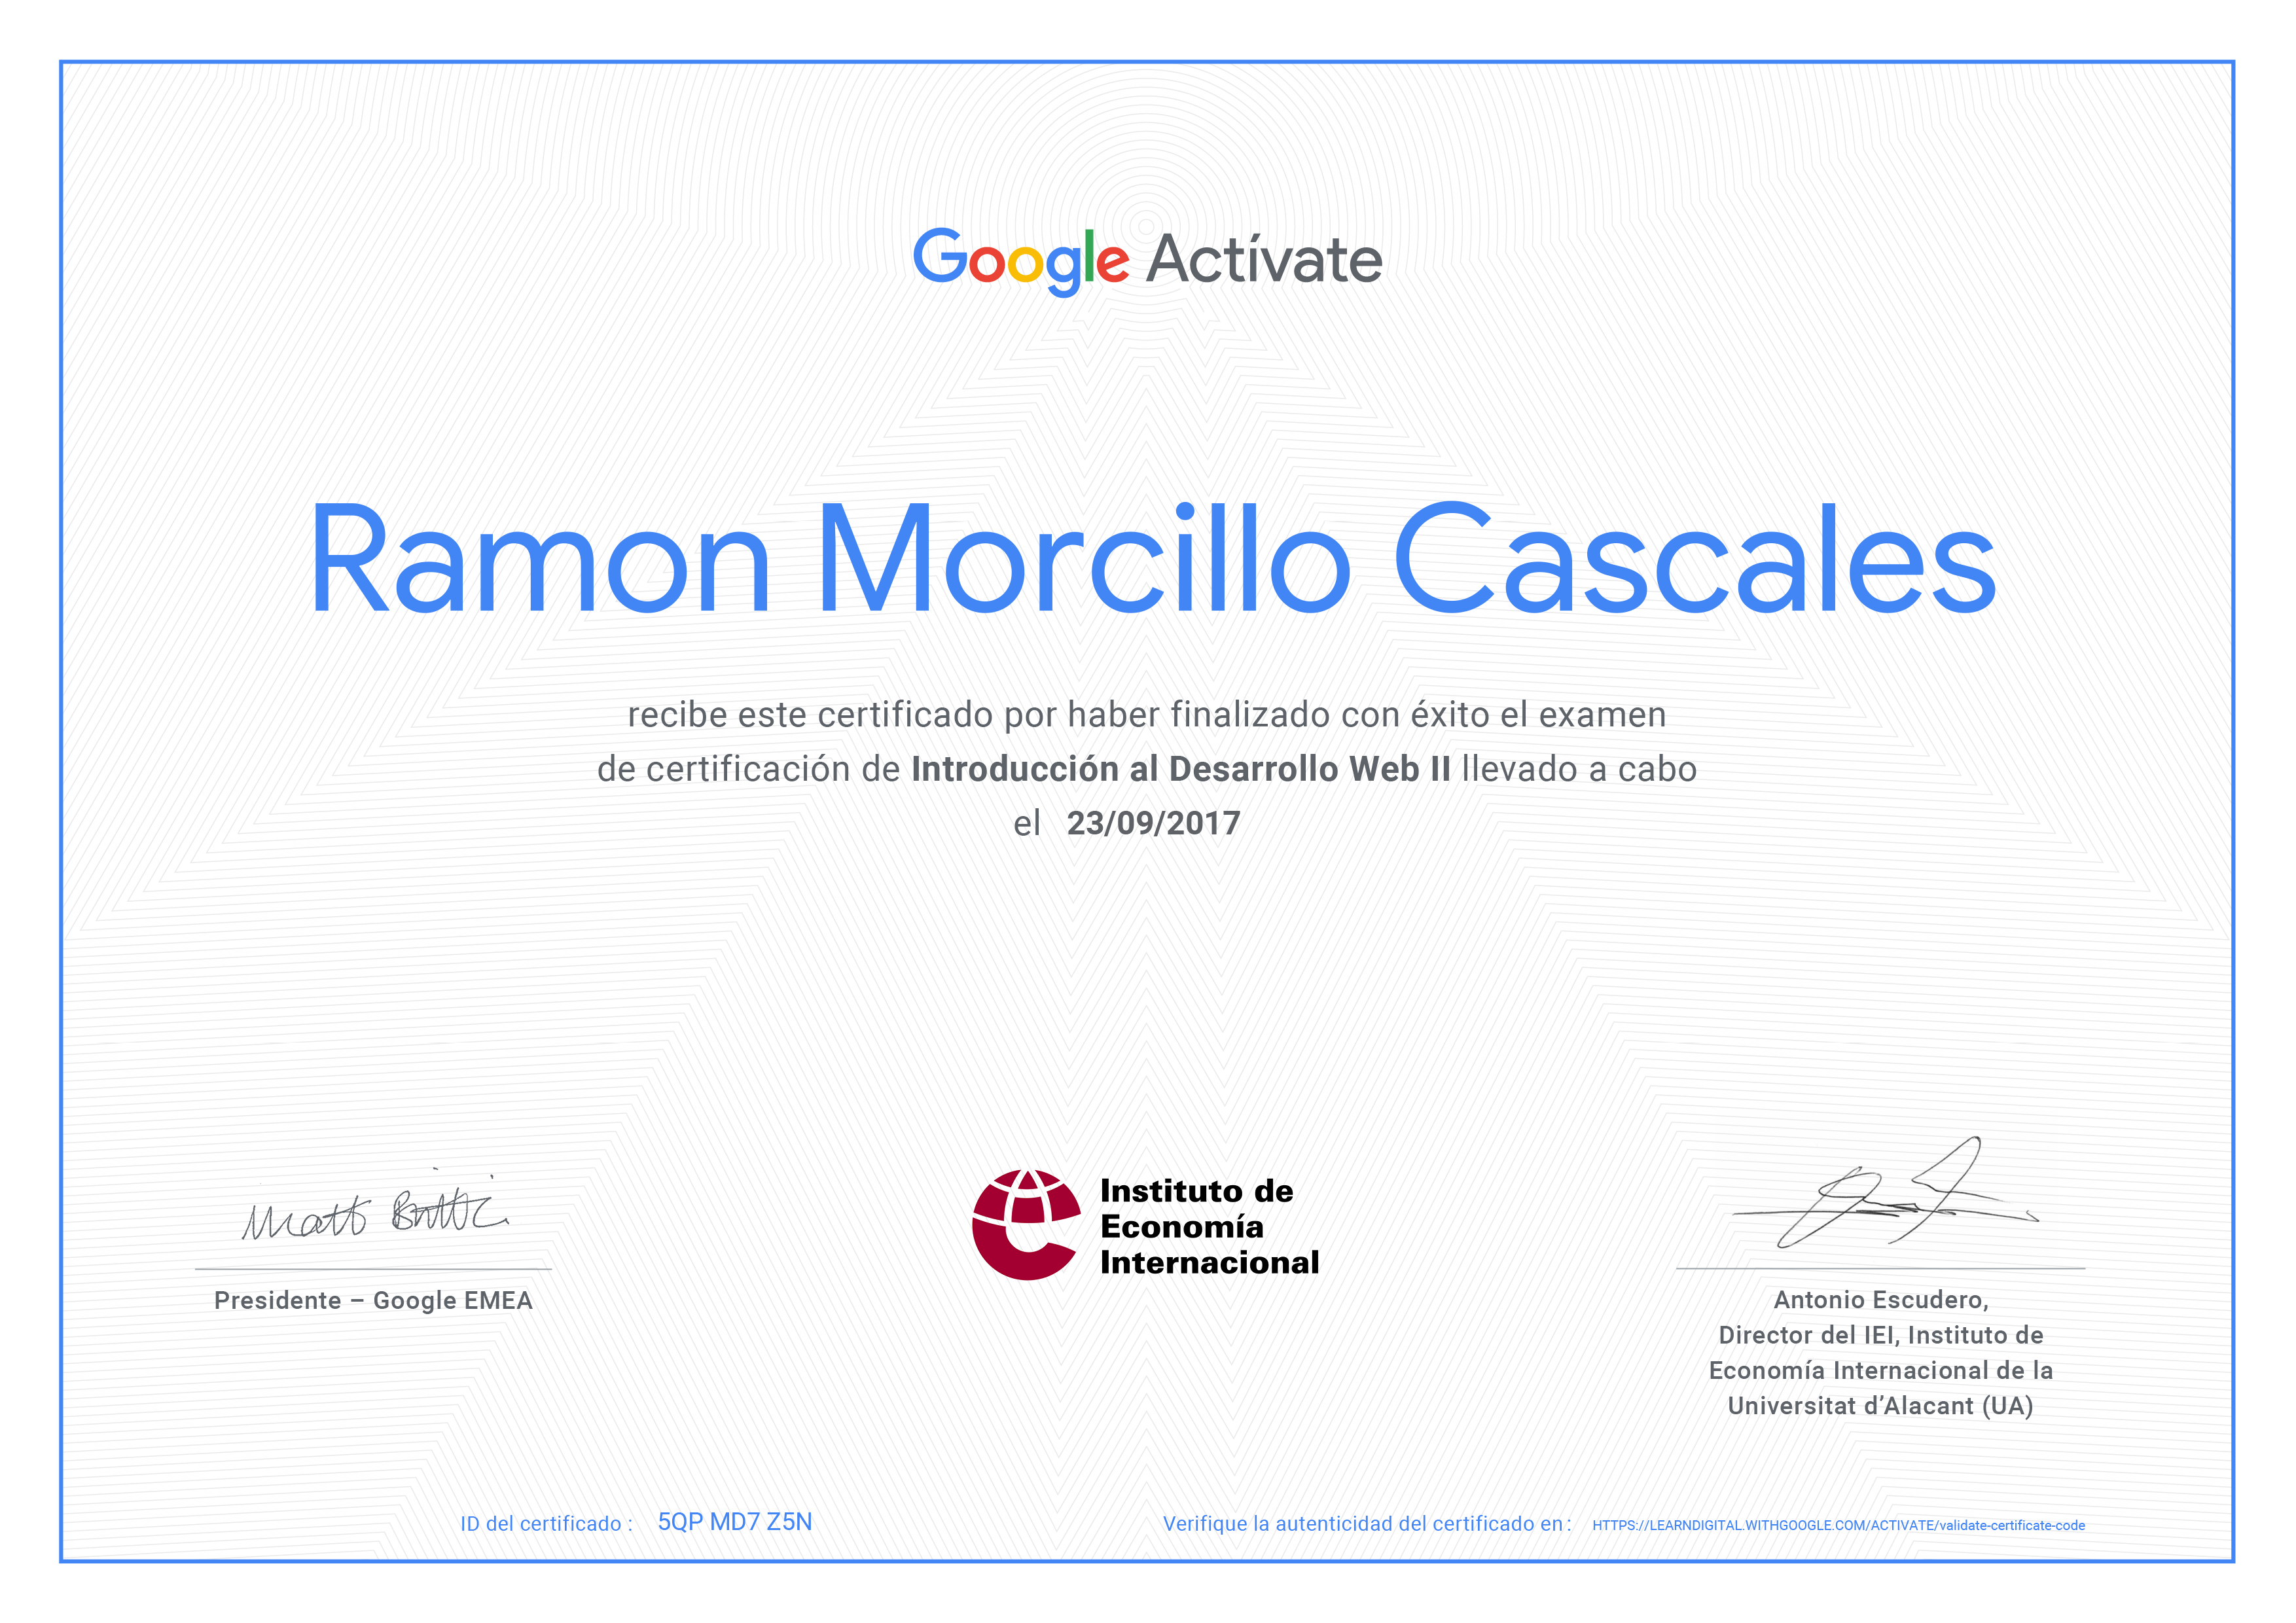 Google Actívate
Ramon Morcillo Cascales
recibe este certificado por haber finalizado con éxito el examen
de certificación de Introducción al Desarrollo Web II llevado a cabo
el 23/09/2017
Matt Brittin
Presidente – Google EMEA
Instituto de
Economía
Internacional
Antonio Escudero,
Director del IEI, Instituto de
Economía Internacional de la
Universitat d’Alacant (UA)
ID del certificado : 5QP MD7 Z5N
Verifique la autenticidad del certificado en : HTTPS://LEARNDIGITAL.WITHGOOGLE.COM/ACTIVATE/validate-certificate-code